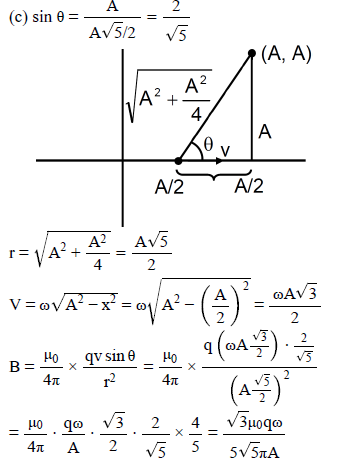 (c) sin θ = A / (A√5/2) = 2 / √5
(A, A)
√(A² + A²/4)
A
θ
v
A/2
A/2
r = √(A² + A²/4) = A√5 / 2
V = ω√(A² − x²) = ω√(A² − (A/2)²) = ωA√3 / 2
B = μ₀/4π × qv sin θ / r² = μ₀/4π × q(ωA √3/2) · 2/√5 / (A √5/2)²
= μ₀/4π · qω/A · √3/2 · 2/√5 × 4/5 = √3μ₀qω / 5√5πA